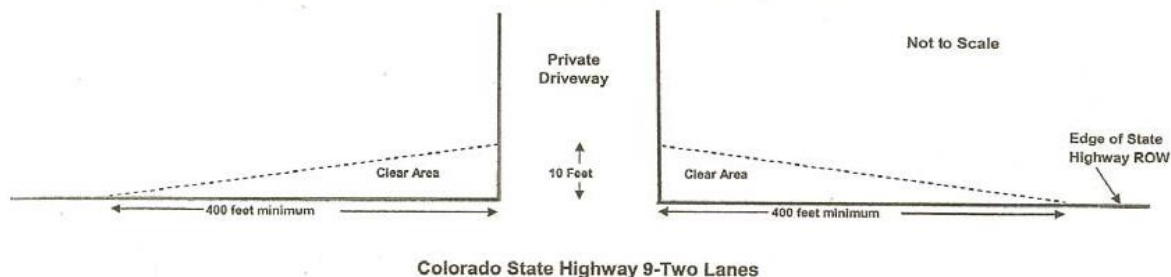 Not to Scale
Private
Driveway
Edge of State
Highway ROW
Clear Area
10 Feet
Clear Area
400 feet minimum
400 feet minimum
Colorado State Highway 9-Two Lanes